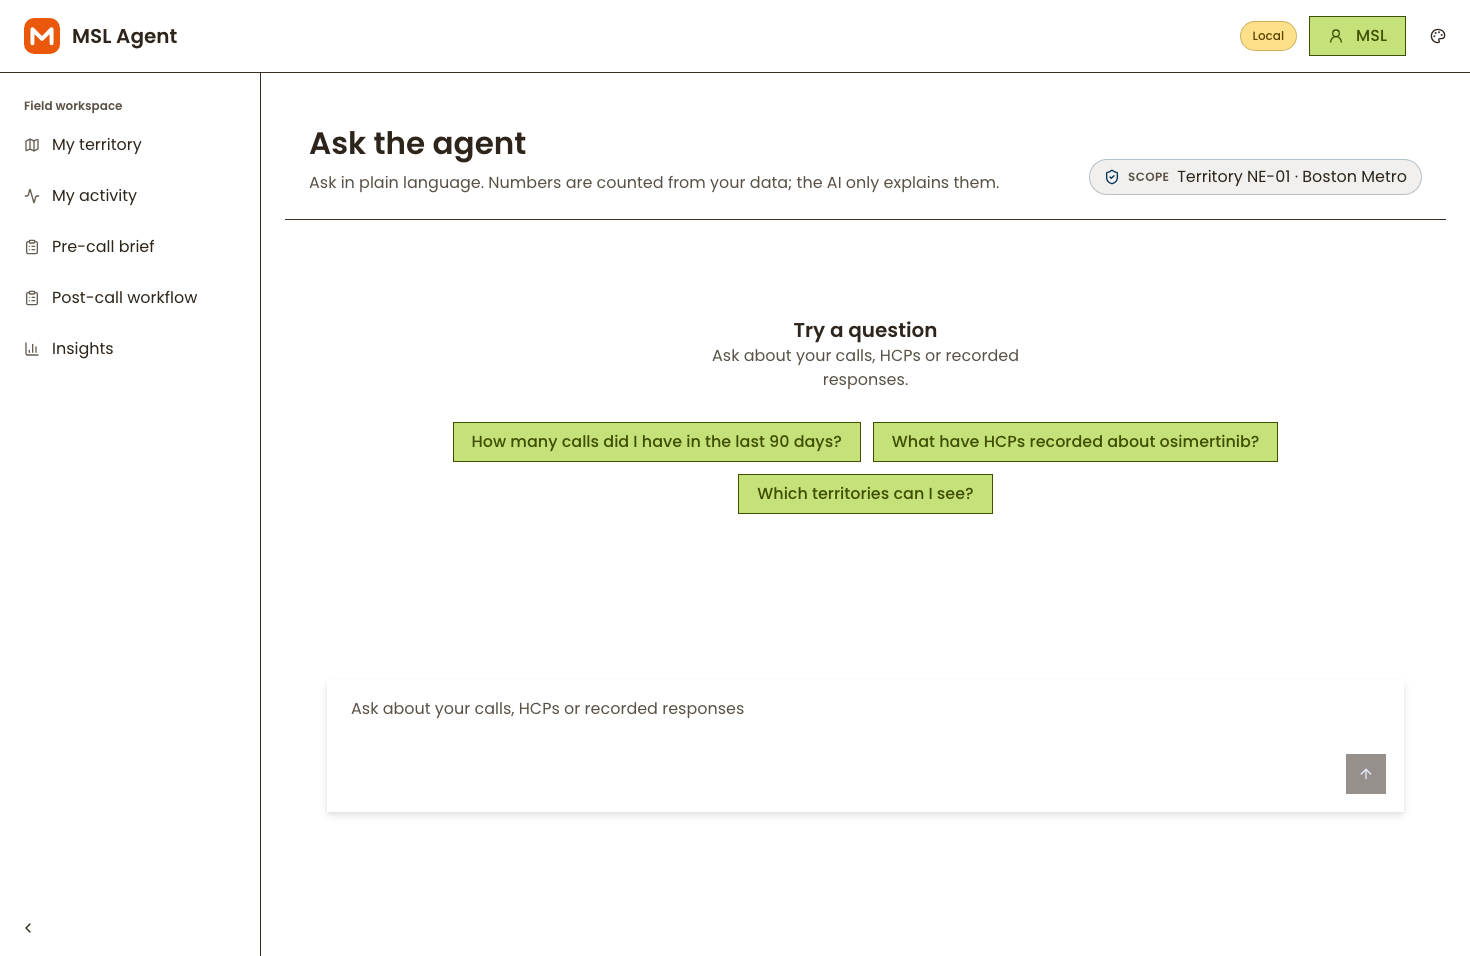 MSL Agent
Local
MSL
Field workspace
My territory
My activity
Pre-call brief
Post-call workflow
Insights
Ask the agent
Ask in plain language. Numbers are counted from your data; the AI only explains them.
SCOPE Territory NE-01 · Boston Metro
Try a question
Ask about your calls, HCPs or recorded
responses.
How many calls did I have in the last 90 days?
What have HCPs recorded about osimertinib?
Which territories can I see?
Ask about your calls, HCPs or recorded responses